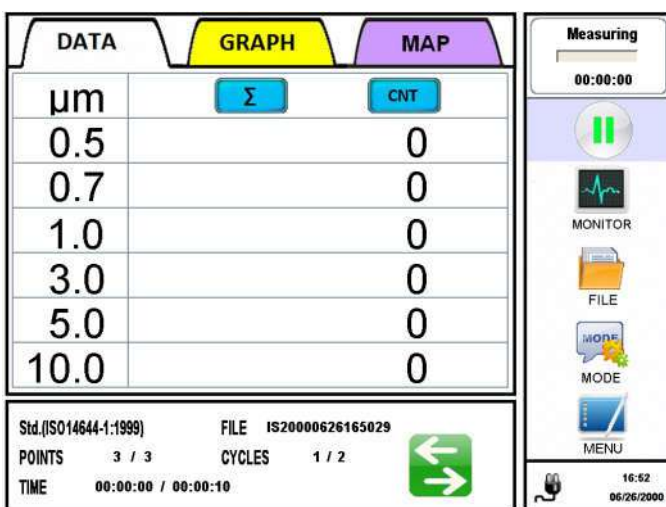 DATA GRAPH MAP
µm Σ CNT
0.5 0
0.7 0
1.0 0
3.0 0
5.0 0
10.0 0
Std.(ISO14644-1:1999) FILE IS20000626165029
POINTS 3 / 3 CYCLES 1 / 2
TIME 00:00:00 / 00:00:10
Measuring
00:00:00
MONITOR
FILE
MODE
MODE
MENU
16:52
06/26/2000